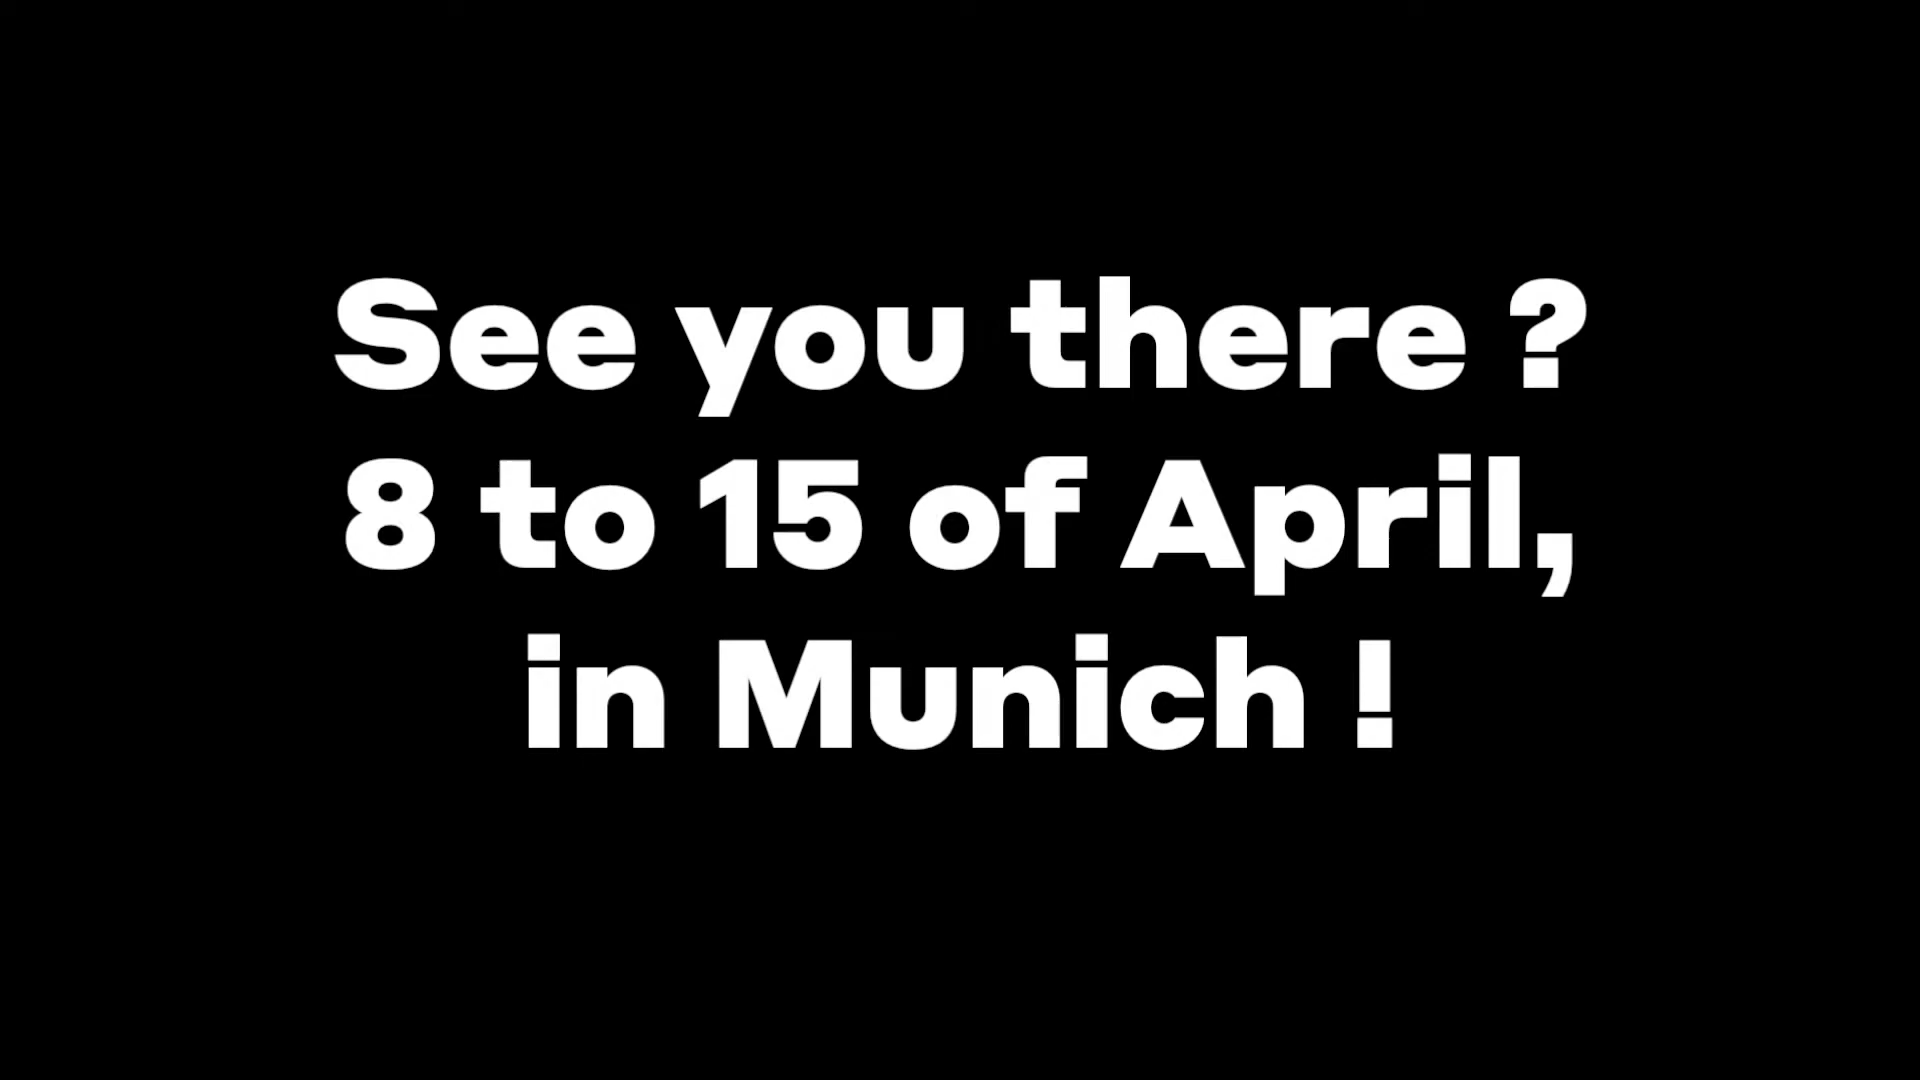 See you there ?
8 to 15 of April,
in Munich !